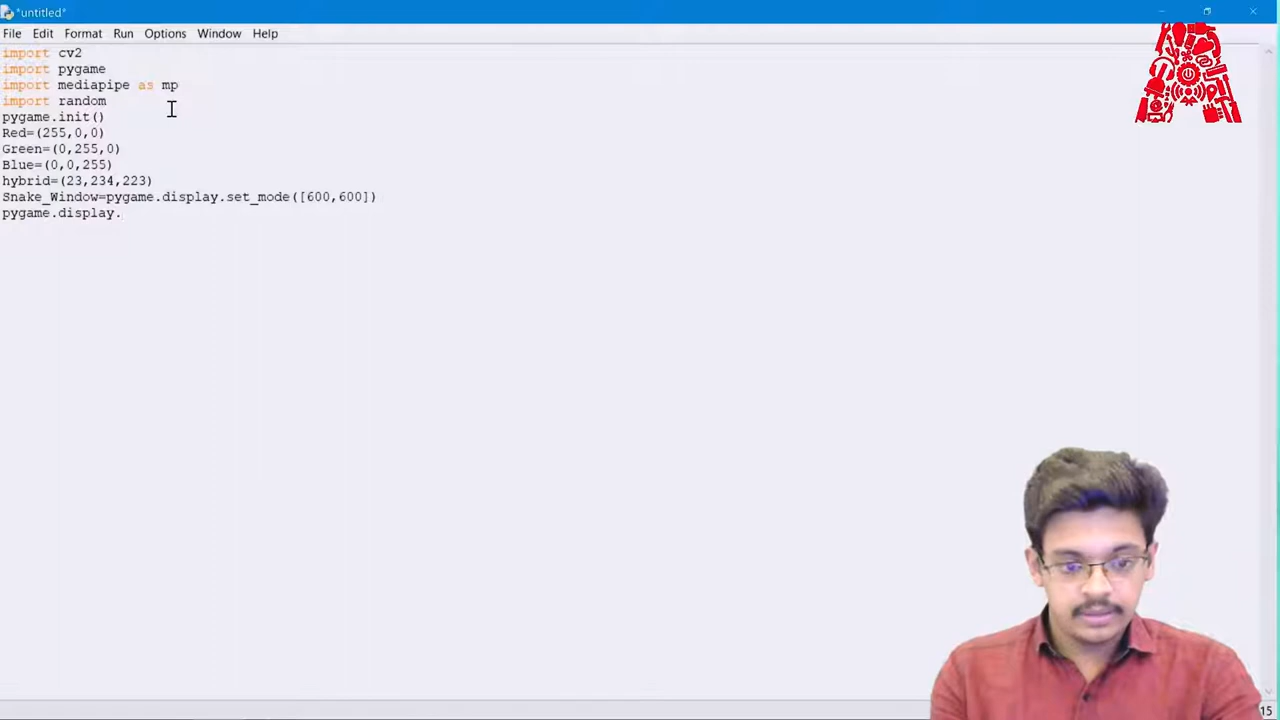 *untitled*
File Edit Format Run Options Window Help
import cv2
import pygame
import mediapipe as mp
import random
pygame.init()
Red=(255,0,0)
Green=(0,255,0)
Blue=(0,0,255)
hybrid=(23,234,223)
Snake_Window=pygame.display.set_mode([600,600])
pygame.display.
15